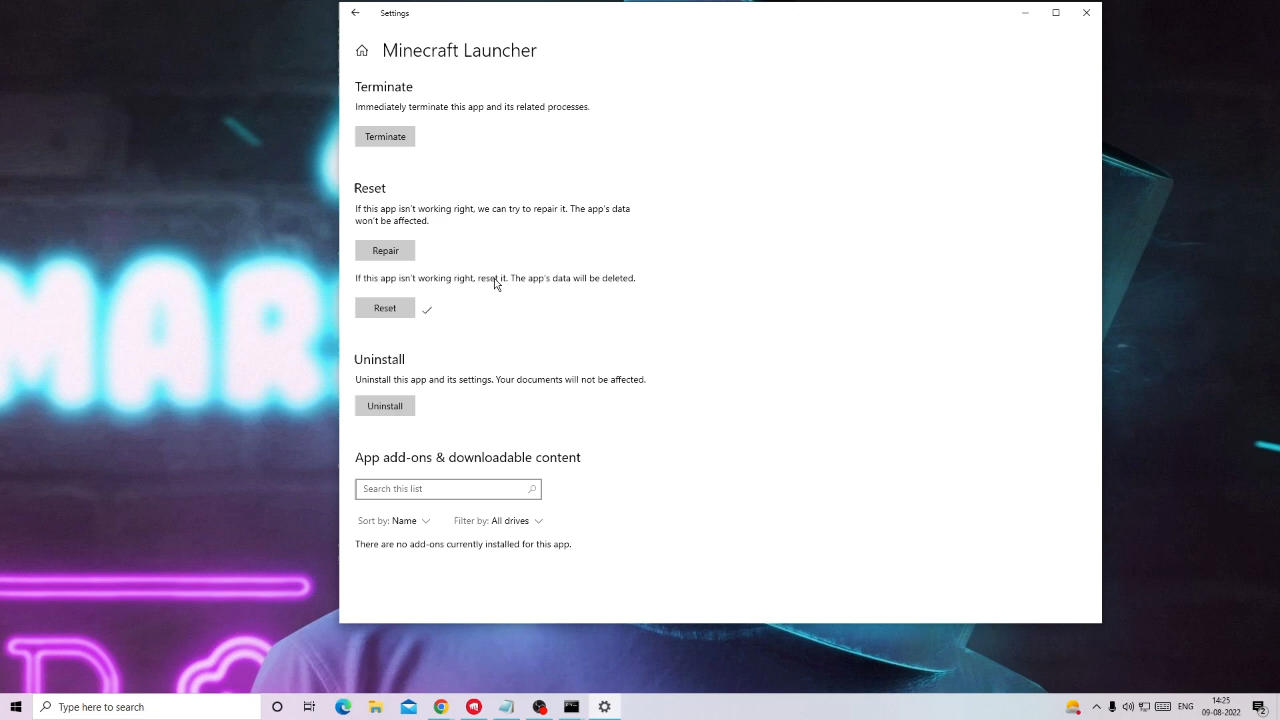 Settings
Minecraft Launcher
Terminate
Immediately terminate this app and its related processes.
Terminate
Reset
If this app isn't working right, we can try to repair it. The app's data
won't be affected.
Repair
If this app isn't working right, reset it. The app's data will be deleted.
Reset
Uninstall
Uninstall this app and its settings. Your documents will not be affected.
Uninstall
App add-ons & downloadable content
Search this list
Sort by: Name Filter by: All drives
There are no add-ons currently installed for this app.
MAR
Type here to search
ENG
14:25
09-08-2022
2